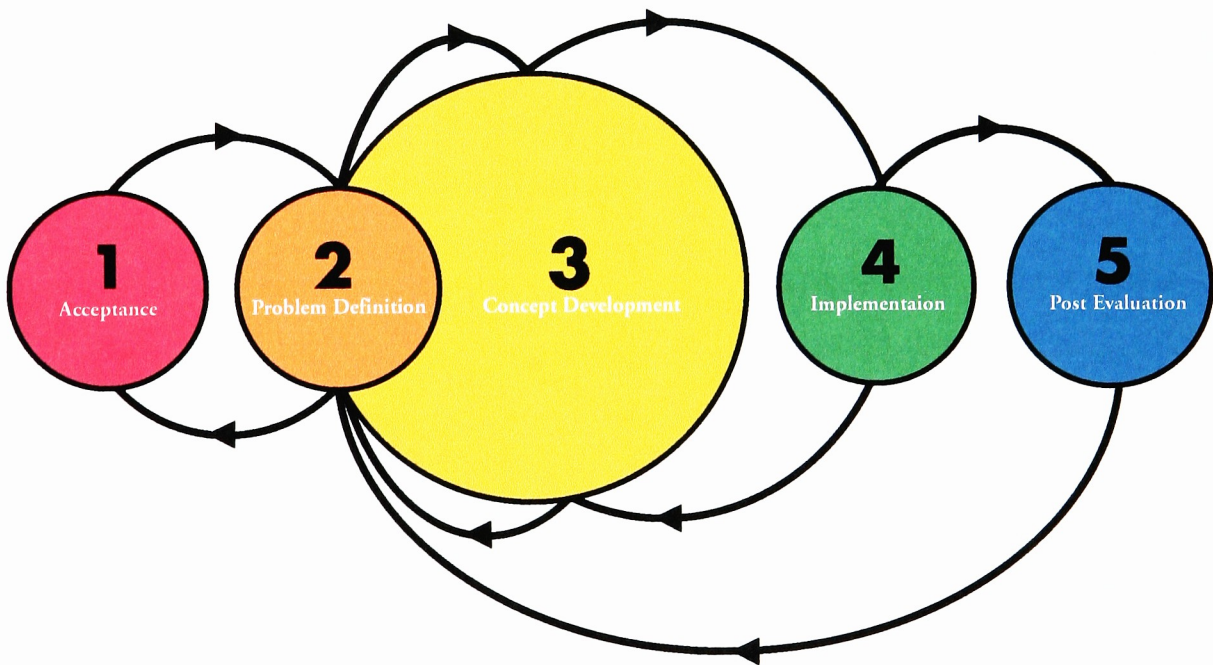 1
Acceptance
2
Problem Definition
3
Concept Development
4
Implementaion
5
Post Evaluation